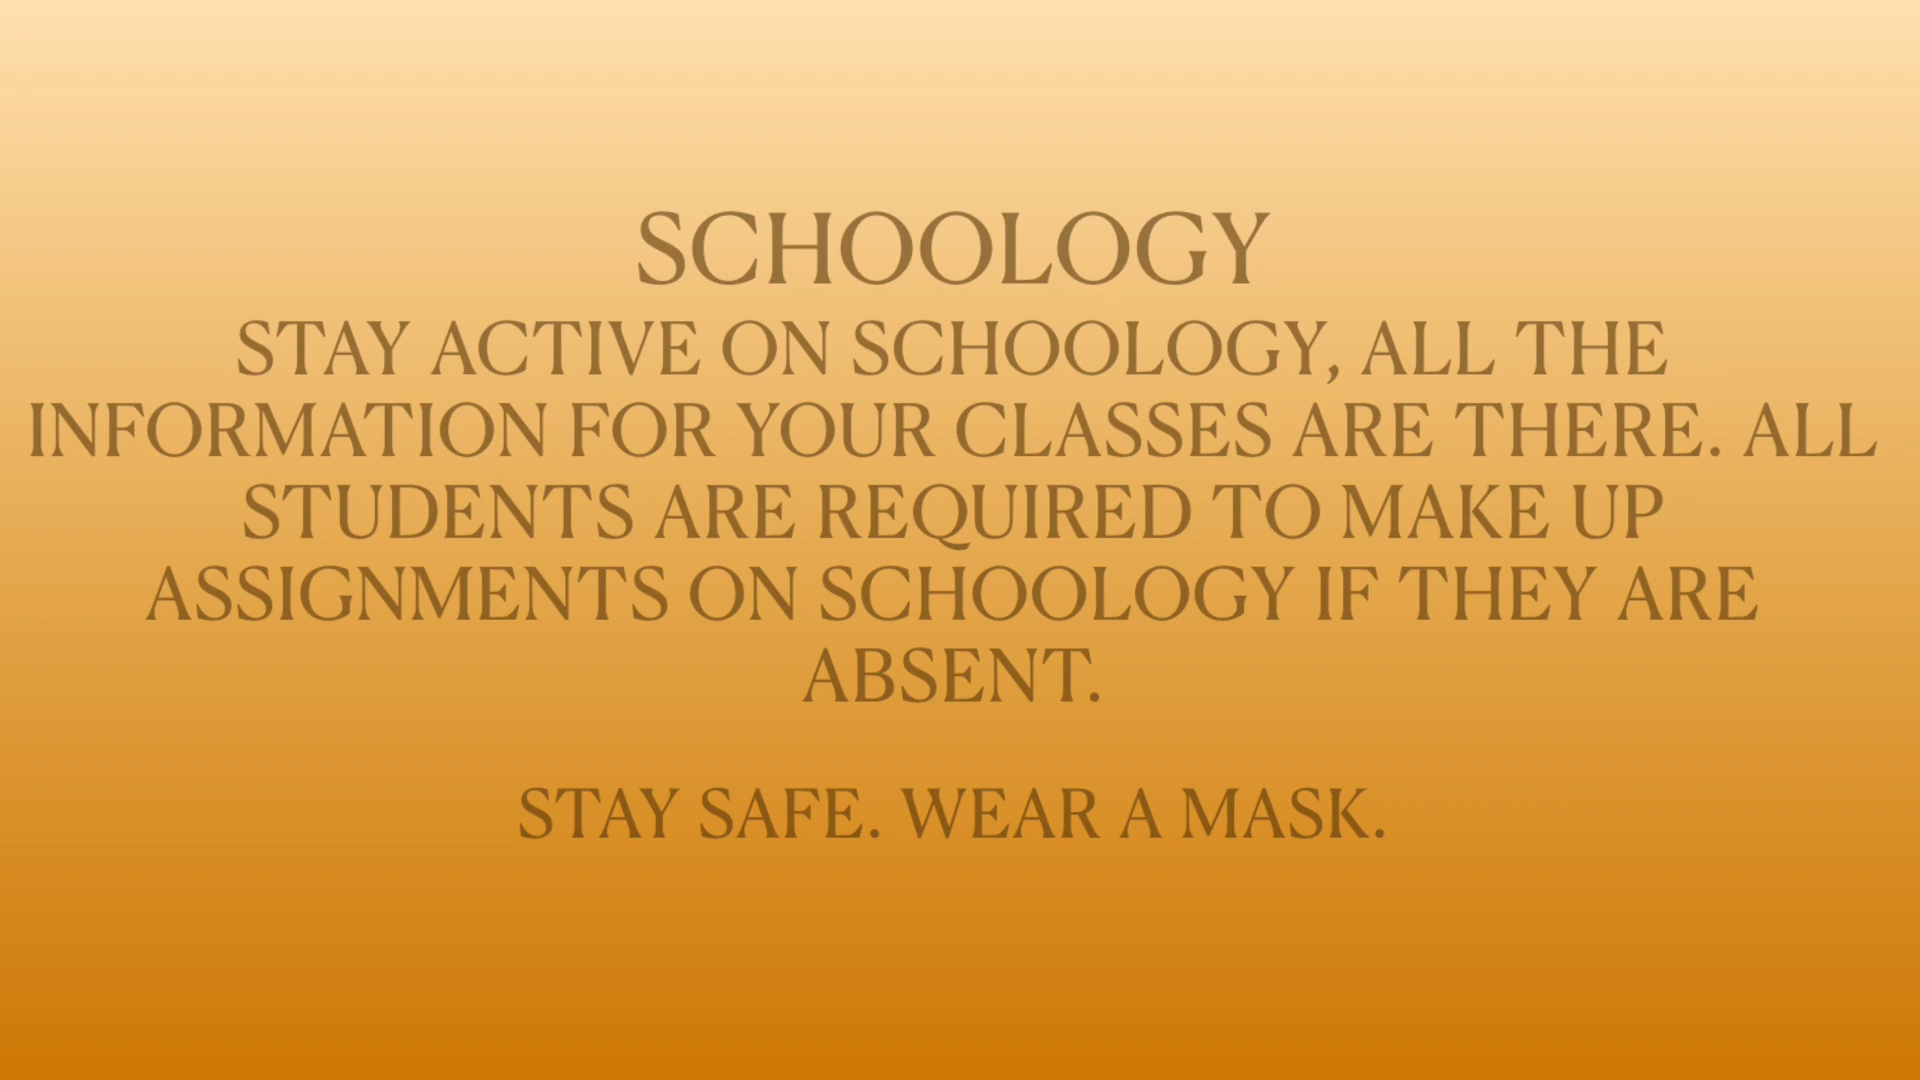 SCHOOLOGY
STAY ACTIVE ON SCHOOLOGY, ALL THE
INFORMATION FOR YOUR CLASSES ARE THERE. ALL
STUDENTS ARE REQUIRED TO MAKE UP
ASSIGNMENTS ON SCHOOLOGY IF THEY ARE
ABSENT.
STAY SAFE. WEAR A MASK.